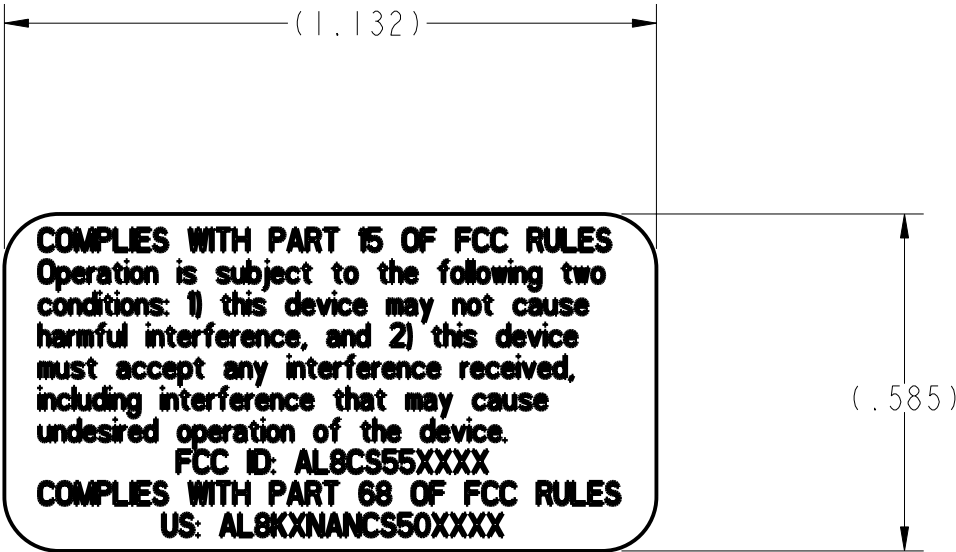 (1.132)
COMPLIES WITH PART 15 OF FCC RULES
Operation is subject to the following two
conditions: 1) this device may not cause
harmful interference, and 2) this device
must accept any interference received,
including interference that may cause
undesired operation of the device.
FCC ID: AL8CS55XXXX
COMPLIES WITH PART 68 OF FCC RULES
US: AL8KXNANCS50XXXX
(.585)